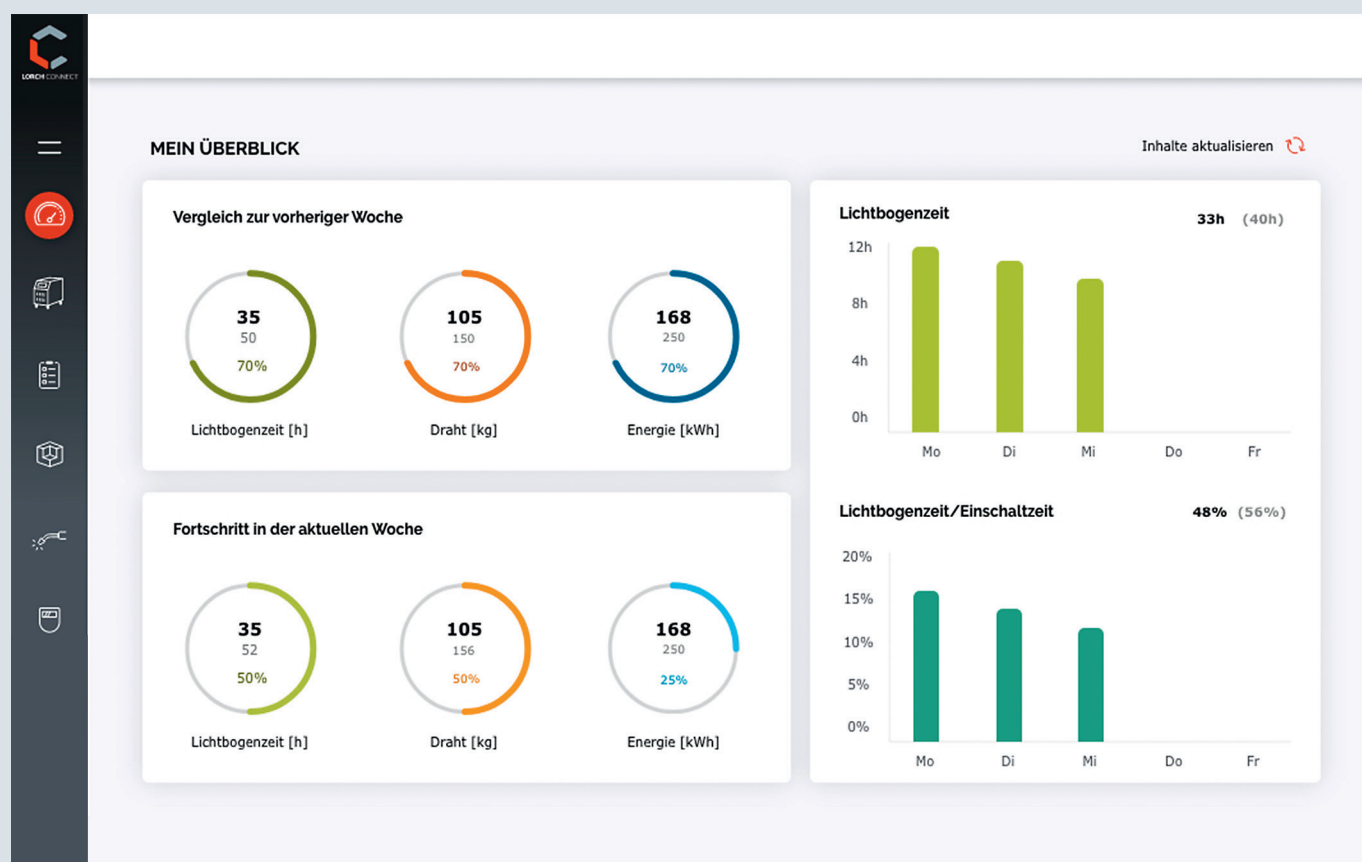 LORCH CONNECT
MEIN ÜBERBLICK
Inhalte aktualisieren
Vergleich zur vorheriger Woche
35
50
70%
Lichtbogenzeit [h]
105
150
70%
Draht [kg]
168
250
70%
Energie [kWh]
Fortschritt in der aktuellen Woche
35
52
50%
Lichtbogenzeit [h]
105
156
50%
Draht [kg]
168
250
25%
Energie [kWh]
Lichtbogenzeit
33h (40h)
12h
8h
4h
0h
Mo Di Mi Do Fr
Lichtbogenzeit/Einschaltzeit
48% (56%)
20%
15%
10%
5%
0%
Mo Di Mi Do Fr